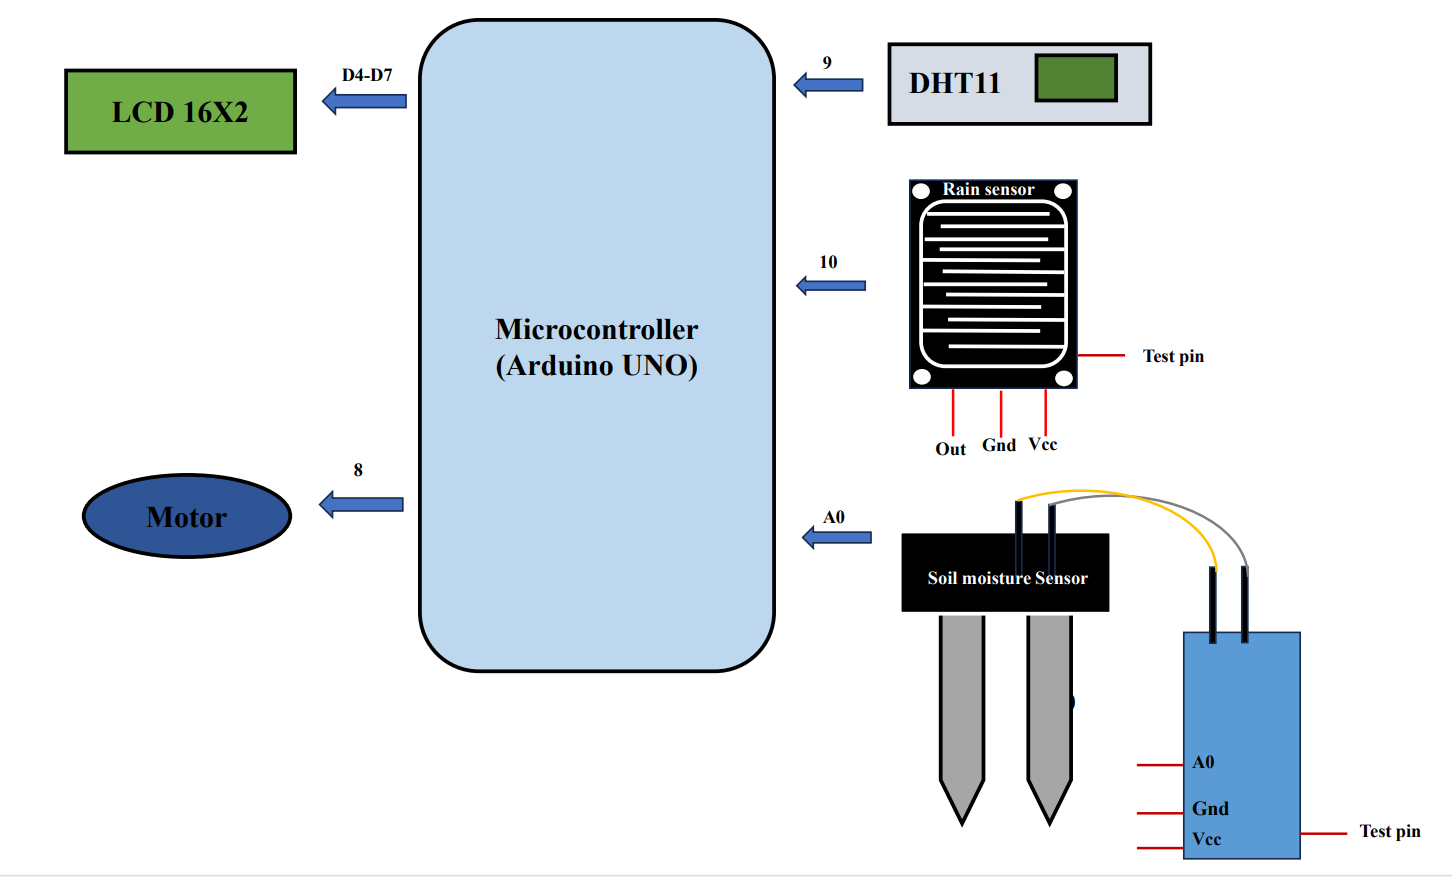 D4-D7
LCD 16X2
9
DHT11
Rain sensor
10
Microcontroller
(Arduino UNO)
Test pin
Out Gnd Vcc
8
Motor
A0
Soil moisture Sensor
A0
Gnd
Vcc
Test pin